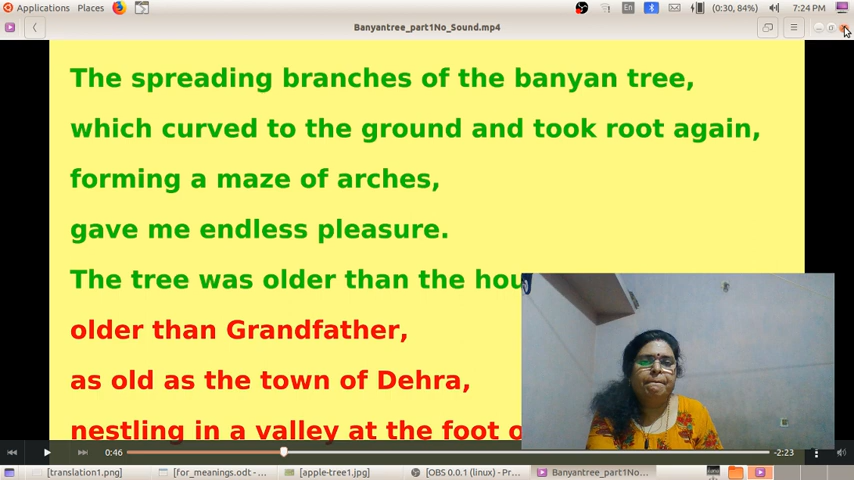 Applications Places En (0:30, 84%) 7:24 PM
Banyantree_part1No_Sound.mp4
The spreading branches of the banyan tree,
which curved to the ground and took root again,
forming a maze of arches,
gave me endless pleasure.
The tree was older than the hou
older than Grandfather,
as old as the town of Dehra,
nestling in a valley at the foot o
0:46 -2:23
[translation1.png] [for_meanings.odt - ... [apple-tree1.jpg] [OBS 0.0.1 (linux) - Pr... Banyantree_part1No...